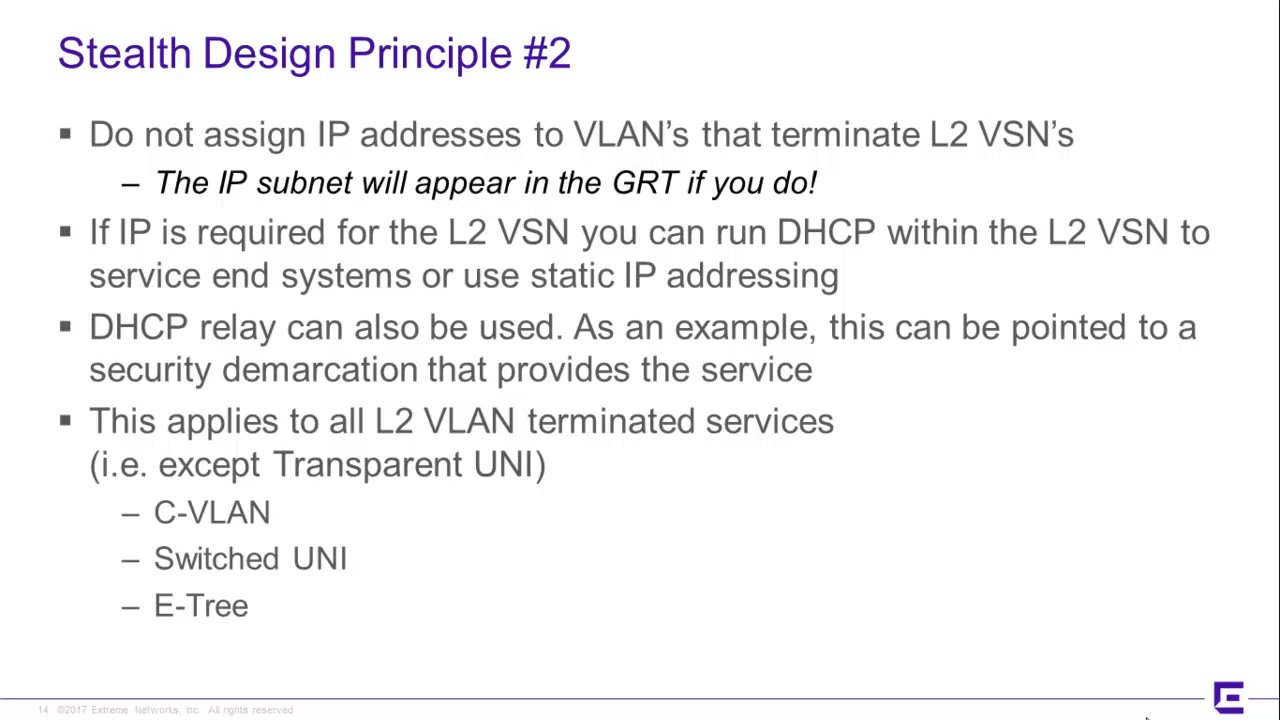 Stealth Design Principle #2
▪ Do not assign IP addresses to VLAN's that terminate L2 VSN's
– The IP subnet will appear in the GRT if you do!
▪ If IP is required for the L2 VSN you can run DHCP within the L2 VSN to
service end systems or use static IP addressing
▪ DHCP relay can also be used. As an example, this can be pointed to a
security demarcation that provides the service
▪ This applies to all L2 VLAN terminated services
(i.e. except Transparent UNI)
– C-VLAN
– Switched UNI
– E-Tree
14 ©2017 Extreme Networks, Inc. All rights reserved